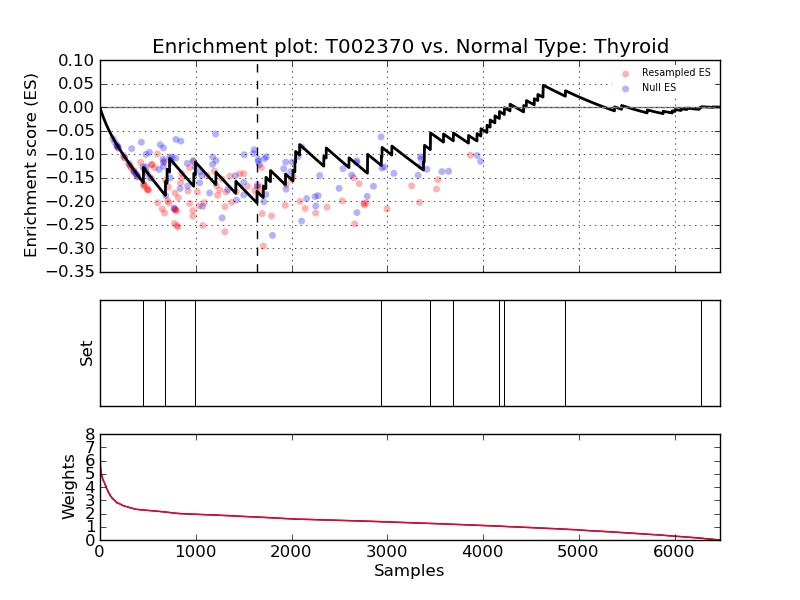 Enrichment plot: T002370 vs. Normal Type: Thyroid
Enrichment score (ES)
0.10
0.05
0.00
−0.05
−0.10
−0.15
−0.20
−0.25
−0.30
−0.35
Resampled ES
Null ES
Set
Weights
8
7
6
5
4
3
2
1
0
0 1000 2000 3000 4000 5000 6000
Samples